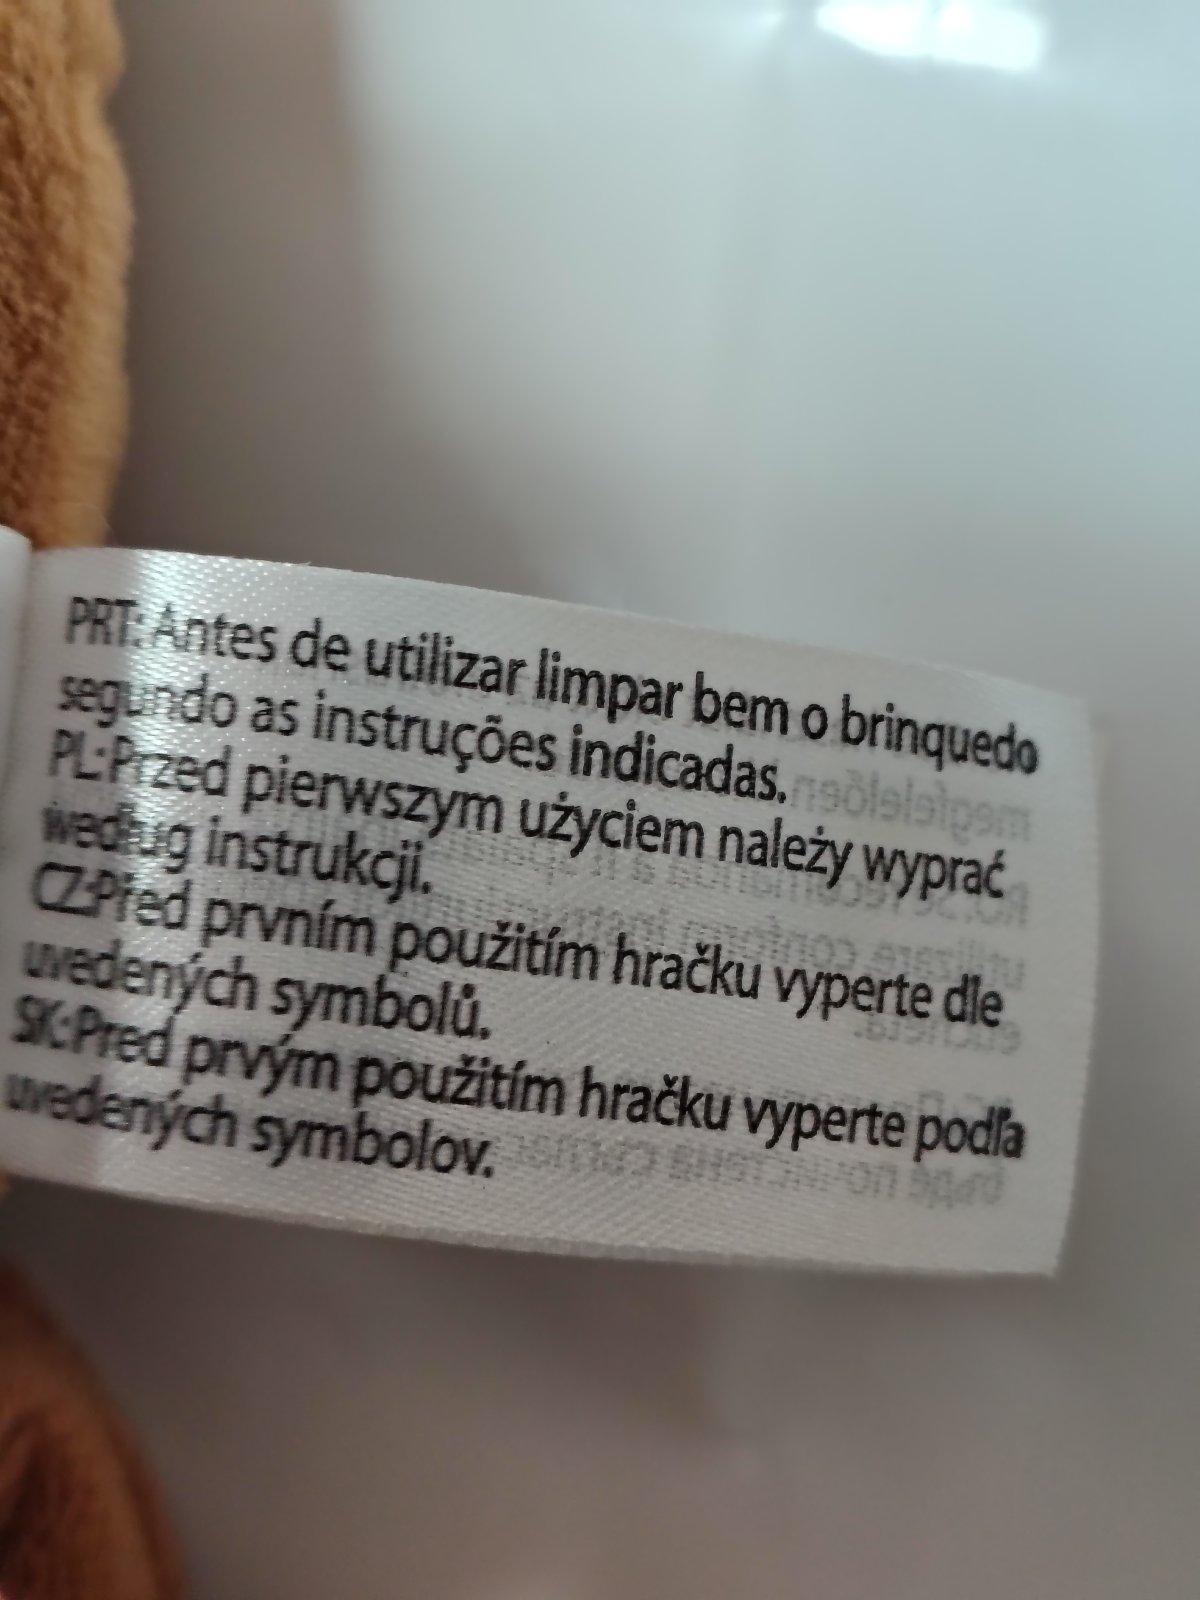 PRT: Antes de utilizar limpar bem o brinquedo
segundo as instruções indicadas.
PL: Przed pierwszym użyciem należy wyprać
według instrukcji.
CZ:Před prvním použitím hračku vyperte dle
uvedených symbolů.
SK:Pred prvým použitím hračku vyperte podľa
uvedených symbolov.